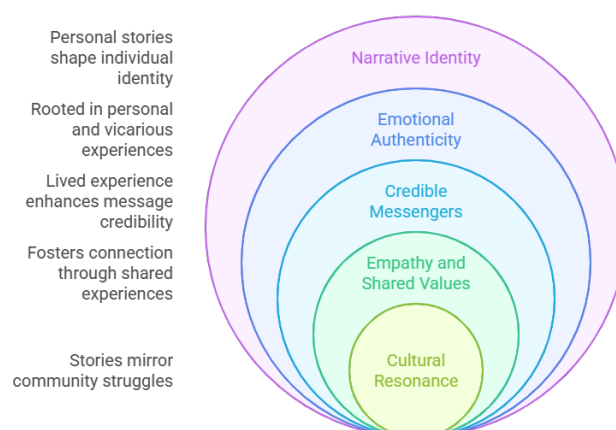 Personal stories
shape individual
identity
Narrative Identity
Rooted in personal
and vicarious
experiences
Emotional
Authenticity
Lived experience
enhances message
credibility
Credible
Messengers
Fosters connection
through shared
experiences
Empathy and
Shared Values
Stories mirror
community struggles
Cultural
Resonance